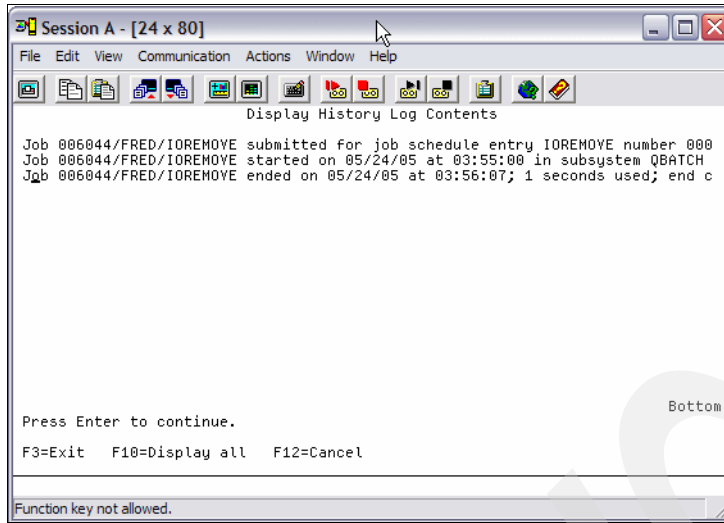 Session A - [24 x 80]
File Edit View Communication Actions Window Help
Display History Log Contents
Job 006044/FRED/IOREMOVE submitted for job schedule entry IOREMOVE number 000
Job 006044/FRED/IOREMOVE started on 05/24/05 at 03:55:00 in subsystem QBATCH
Job 006044/FRED/IOREMOVE ended on 05/24/05 at 03:56:07; 1 seconds used; end c
Bottom
Press Enter to continue.
F3=Exit F10=Display all F12=Cancel
Function key not allowed.